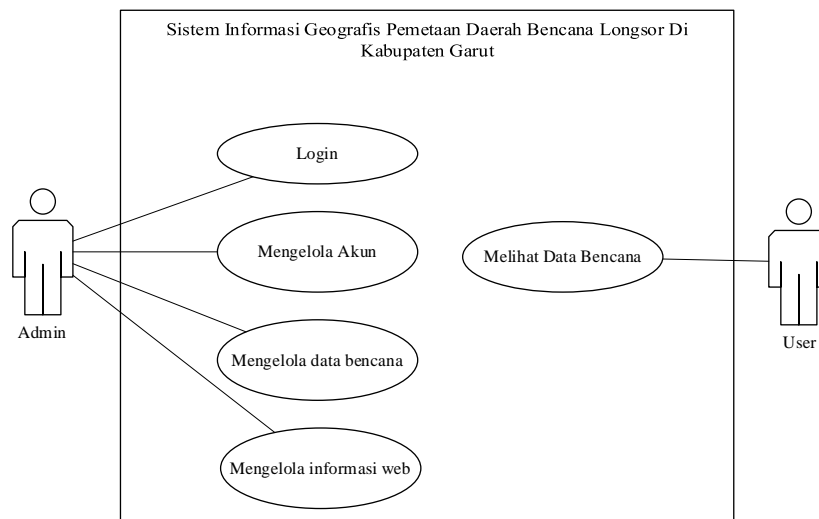 Sistem Informasi Geografis Pemetaan Daerah Bencana Longsor Di
Kabupaten Garut
Login
Mengelola Akun
Melihat Data Bencana
Admin
User
Mengelola data bencana
Mengelola informasi web